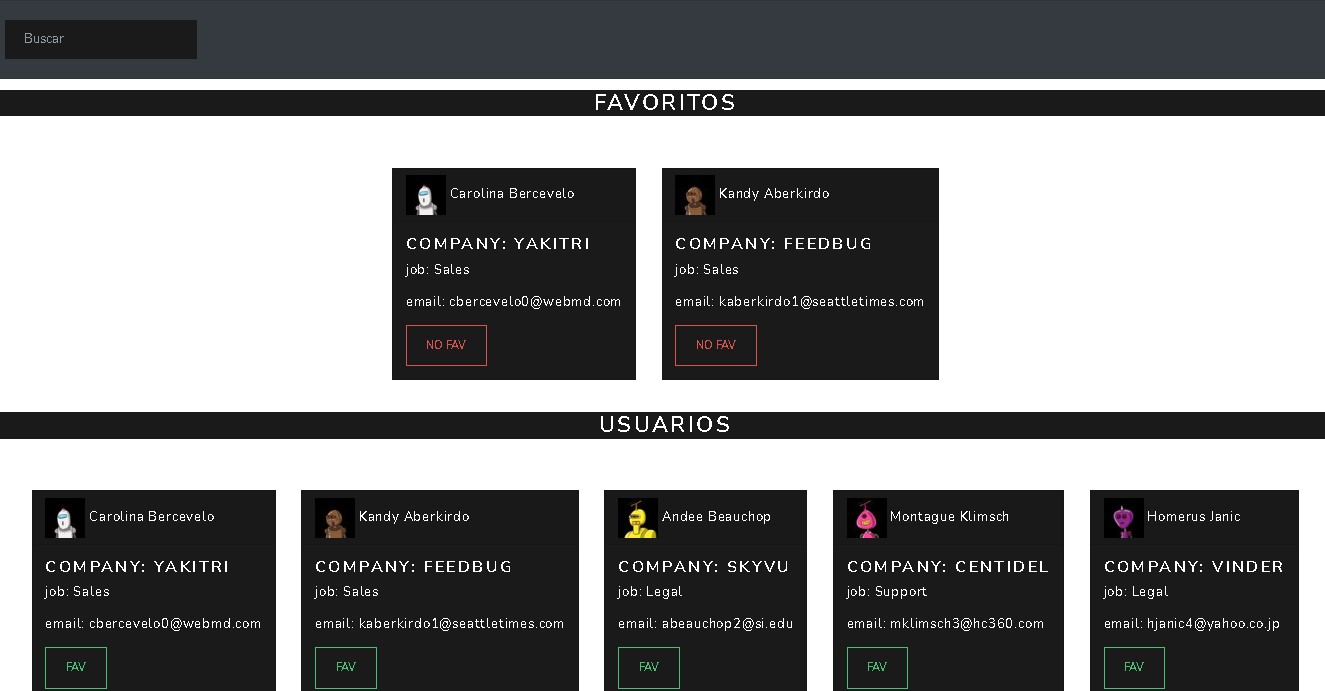 Buscar
FAVORITOS
Carolina Bercevelo
COMPANY: YAKITRI
job: Sales
email: cbercevelo0@webmd.com
NO FAV
Kandy Aberkirdo
COMPANY: FEEDBUG
job: Sales
email: kaberkirdo1@seattletimes.com
NO FAV
USUARIOS
Carolina Bercevelo
COMPANY: YAKITRI
job: Sales
email: cbercevelo0@webmd.com
FAV
Kandy Aberkirdo
COMPANY: FEEDBUG
job: Sales
email: kaberkirdo1@seattletimes.com
FAV
Andee Beauchop
COMPANY: SKYVU
job: Legal
email: abeauchop2@si.edu
FAV
Montague Klimsch
COMPANY: CENTIDEL
job: Support
email: mklimsch3@hc360.com
FAV
Homerus Janic
COMPANY: VINDER
job: Legal
email: hjanic4@yahoo.co.jp
FAV